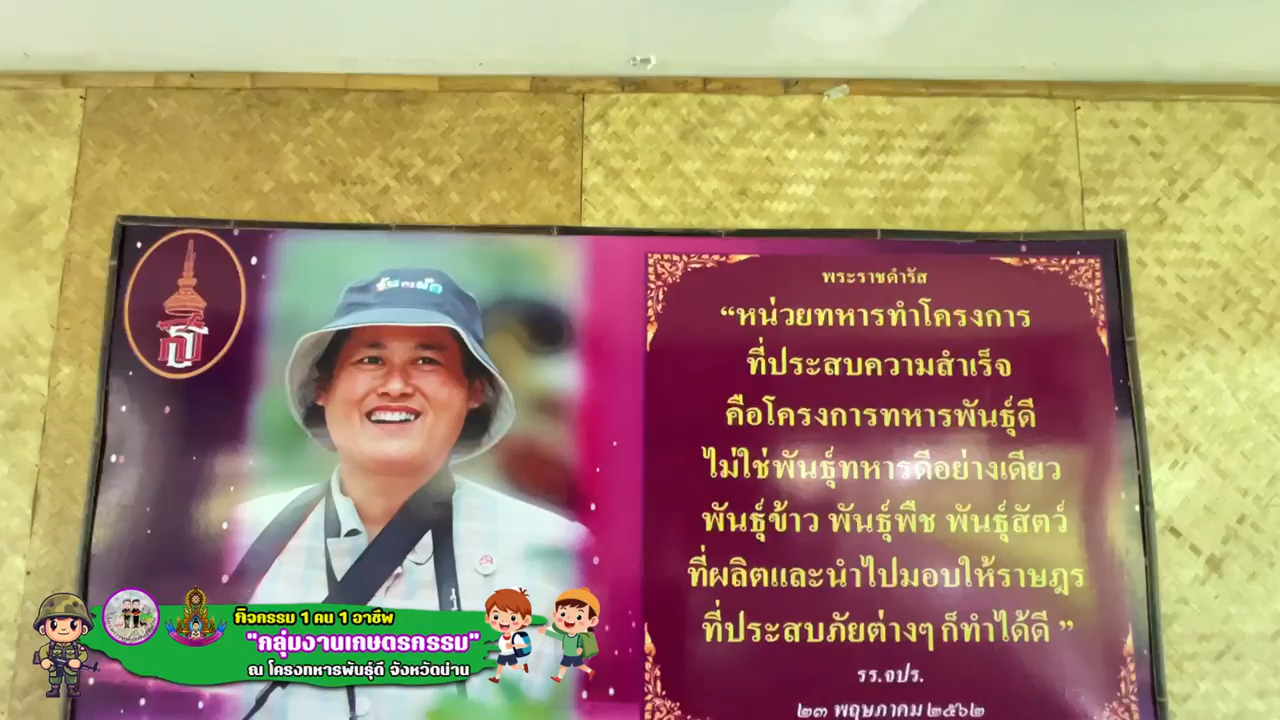 พระราชดำรัส
“หน่วยทหารทำโครงการ
ที่ประสบความสำเร็จ
คือโครงการทหารพันธุ์ดี
ไม่ใช่พันธุ์ทหารดีอย่างเดียว
พันธุ์ข้าว พันธุ์พืช พันธุ์สัตว์
ที่ผลิตและนำไปมอบให้ราษฎร
ที่ประสบภัยต่างๆ ก็ทำได้ดี ”
รร.จปร.
๒๓ พฤษภาคม ๒๕๖๒
กิจกรรม 1 คน 1 อาชีพ
"กลุ่มงานเกษตรกรรม"
ณ โครงทหารพันธุ์ดี จังหวัดน่าน